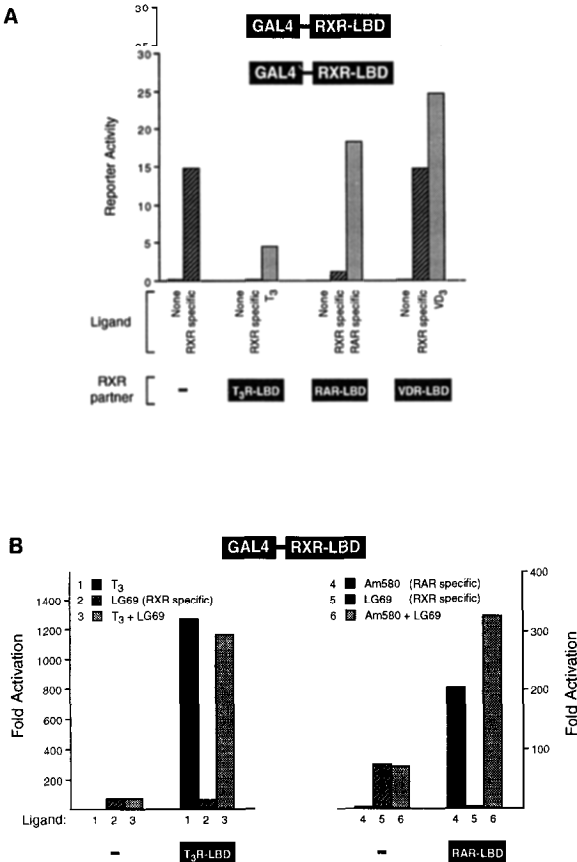 A
30
25
GAL4 RXR-LBD
GAL4 RXR-LBD
Reporter Activity
30
25
20
15
10
5
0
Ligand
None
RXR specific
None
RXR specific
T3
None
RXR specific
RAR specific
None
RXR specific
VD3
RXR partner
-
T3R-LBD
RAR-LBD
VDR-LBD
B
GAL4 RXR-LBD
1 T3
2 LG69 (RXR specific)
3 T3 + LG69
Fold Activation
1400
1200
1000
800
600
400
200
Ligand: 1 2 3 1 2 3
-
T3R-LBD
4 Am580 (RAR specific)
5 LG69 (RXR specific)
6 Am580 + LG69
400
300
200
100
Fold Activation
4 5 6 4 5 6
-
RAR-LBD